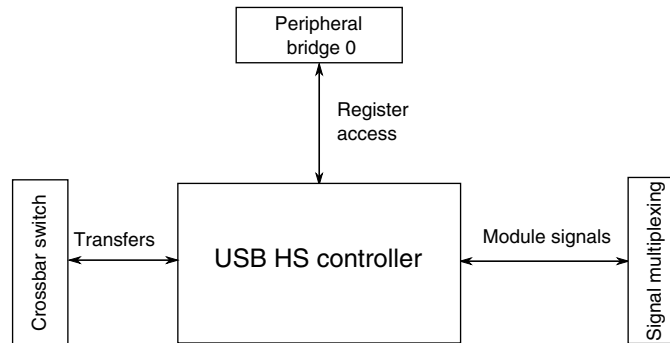 Peripheral
bridge 0
Register
access
Crossbar switch
Transfers
USB HS controller
Module signals
Signal multiplexing